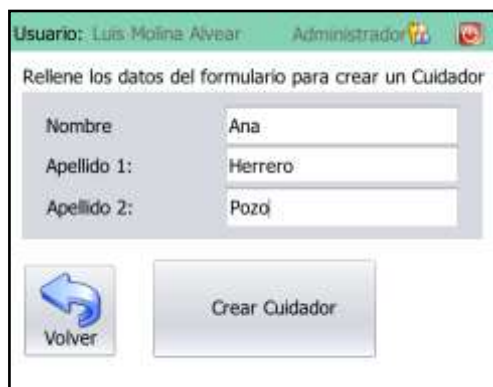 Usuario: Luis Molina Alvear Administrador
Rellene los datos del formulario para crear un Cuidador
Nombre Ana
Apellido 1: Herrero
Apellido 2: Pozo
Volver Crear Cuidador